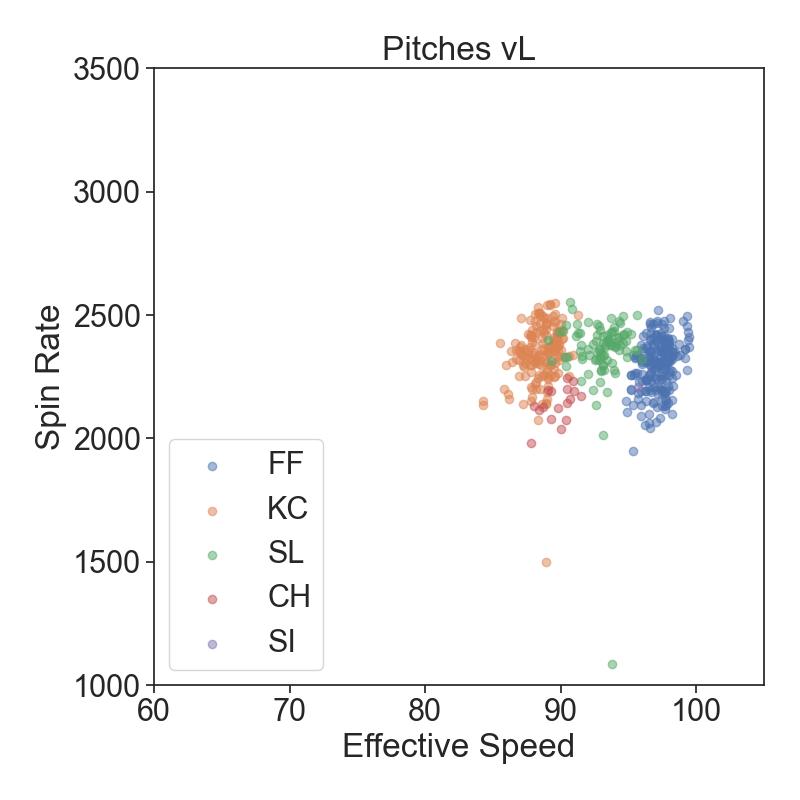 Pitches vL
3500
3000
2500
2000
1500
1000
Spin Rate
FF
KC
SL
CH
SI
60 70 80 90 100
Effective Speed